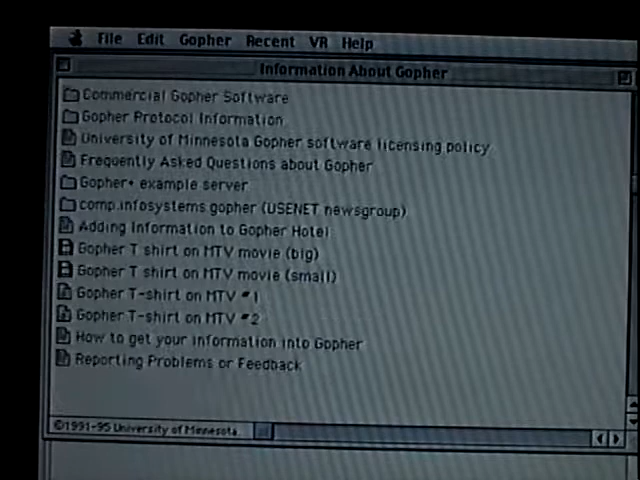 File Edit Gopher Recent VR Help
Information About Gopher
Commercial Gopher Software
Gopher Protocol Information
University of Minnesota Gopher software licensing policy
Frequently Asked Questions about Gopher
Gopher+ example server
comp.infosystems.gopher (USENET newsgroup)
Adding Information to Gopher Hotel
Gopher T shirt on MTV movie (big)
Gopher T shirt on MTV movie (small)
Gopher T-shirt on MTV #1
Gopher T-shirt on MTV #2
How to get your information into Gopher
Reporting Problems or Feedback
©1991-95 University of Minnesota.